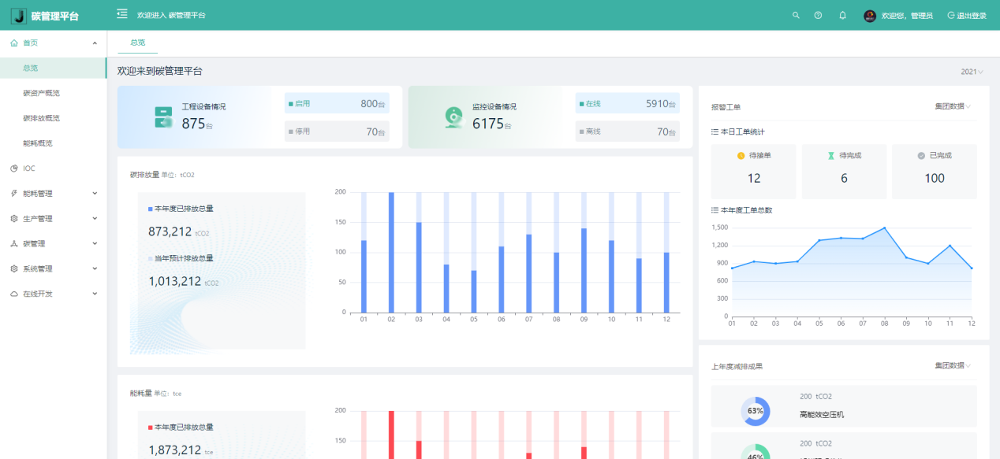 碳管理平台
欢迎进入 碳管理平台
欢迎您，管理员
退出登录
首页
总览
碳资产概览
碳排放概览
能耗概览
IOC
能耗管理
生产管理
碳管理
系统管理
在线开发
总览
欢迎来到碳管理平台
2021
工程设备情况
875台
启用 800台
停用 70台
监控设备情况
6175台
在线 5910台
离线 70台
碳排放量 单位：tCO2
本年度已排放总量
873,212 tCO2
当年预计排放总量
1,013,212 tCO2
200
150
100
50
0
01 02 03 04 05 06 07 08 09 10 11 12
能耗量 单位：tce
本年度已排放总量
1,873,212 tce
200
150
报警工单
集团数据
本日工单统计
待接单
12
待完成
6
已完成
100
本年度工单总数
1,500
1,200
900
600
300
0
01 02 03 04 05 06 07 08 09 10 11 12
上年度减排成果
集团数据
63%
200 tCO2
高能效空压机
46%
200 tCO2